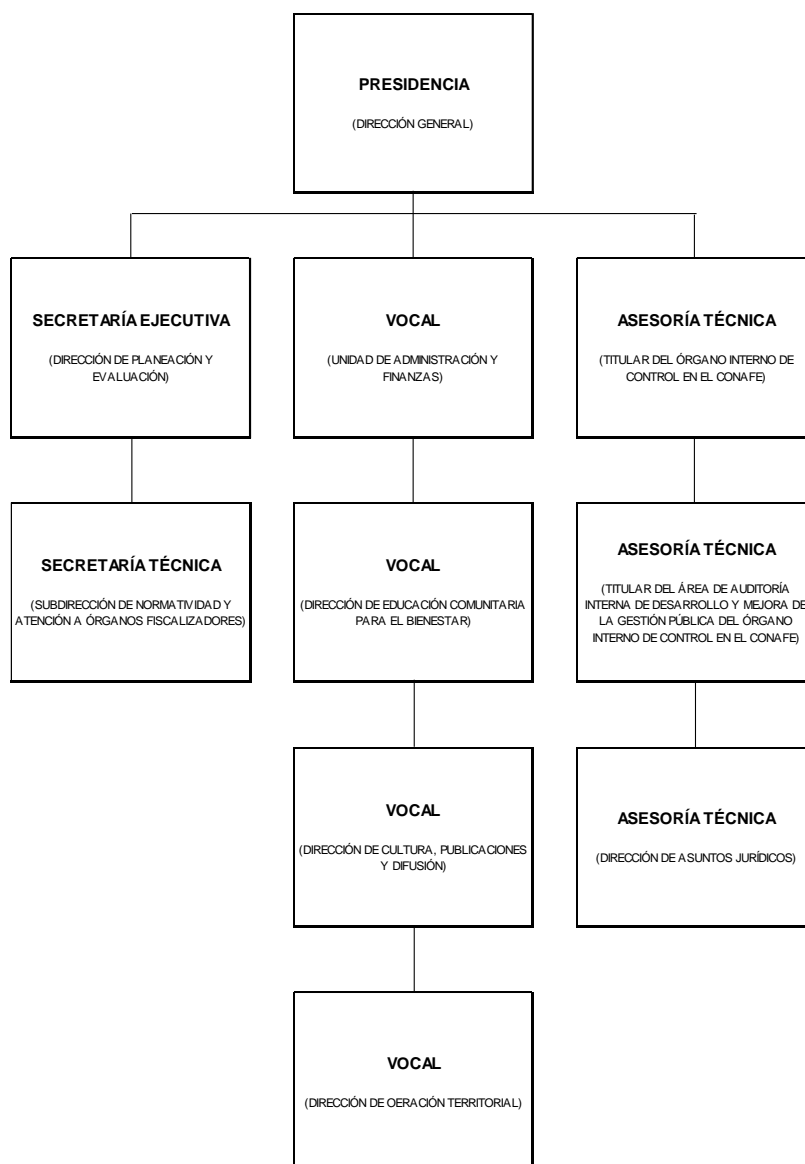 PRESIDENCIA
(DIRECCIÓN GENERAL)
SECRETARÍA EJECUTIVA
(DIRECCIÓN DE PLANEACIÓN Y
EVALUACIÓN)
VOCAL
(UNIDAD DE ADMINISTRACIÓN Y
FINANZAS)
ASESORÍA TÉCNICA
(TITULAR DEL ÓRGANO INTERNO DE
CONTROL EN EL CONAFE)
SECRETARÍA TÉCNICA
(SUBDIRECCIÓN DE NORMATIVIDAD Y
ATENCIÓN A ÓRGANOS FISCALIZADORES)
VOCAL
(DIRECCIÓN DE EDUCACIÓN COMUNITARIA
PARA EL BIENESTAR)
ASESORÍA TÉCNICA
(TITULAR DEL ÁREA DE AUDITORÍA
INTERNA DE DESARROLLO Y MEJORA DE
LA GESTIÓN PÚBLICA DEL ÓRGANO
INTERNO DE CONTROL EN EL CONAFE)
VOCAL
(DIRECCIÓN DE CULTURA, PUBLICACIONES
Y DIFUSIÓN)
ASESORÍA TÉCNICA
(DIRECCIÓN DE ASUNTOS JURÍDICOS)
VOCAL
(DIRECCIÓN DE OERACIÓN TERRITORIAL)